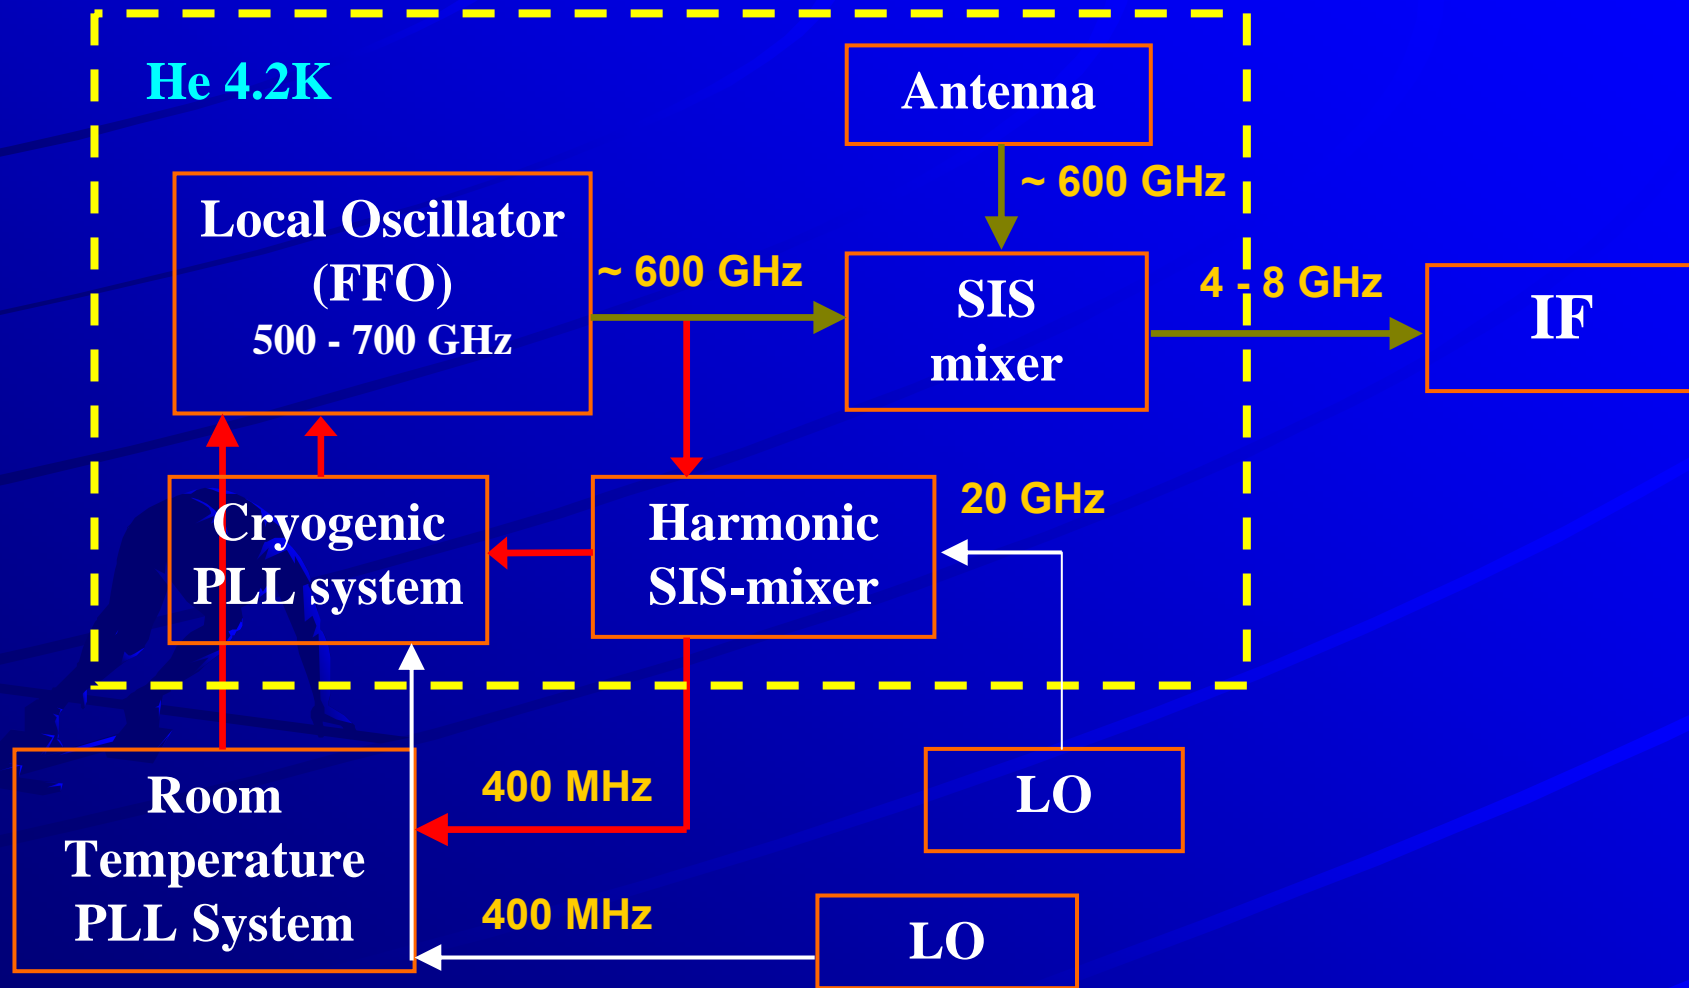 He 4.2K
Antenna
~ 600 GHz
Local Oscillator
(FFO)
500 - 700 GHz
~ 600 GHz
SIS
mixer
4 - 8 GHz
IF
Cryogenic
PLL system
Harmonic
SIS-mixer
20 GHz
Room
Temperature
PLL System
400 MHz
LO
400 MHz
LO